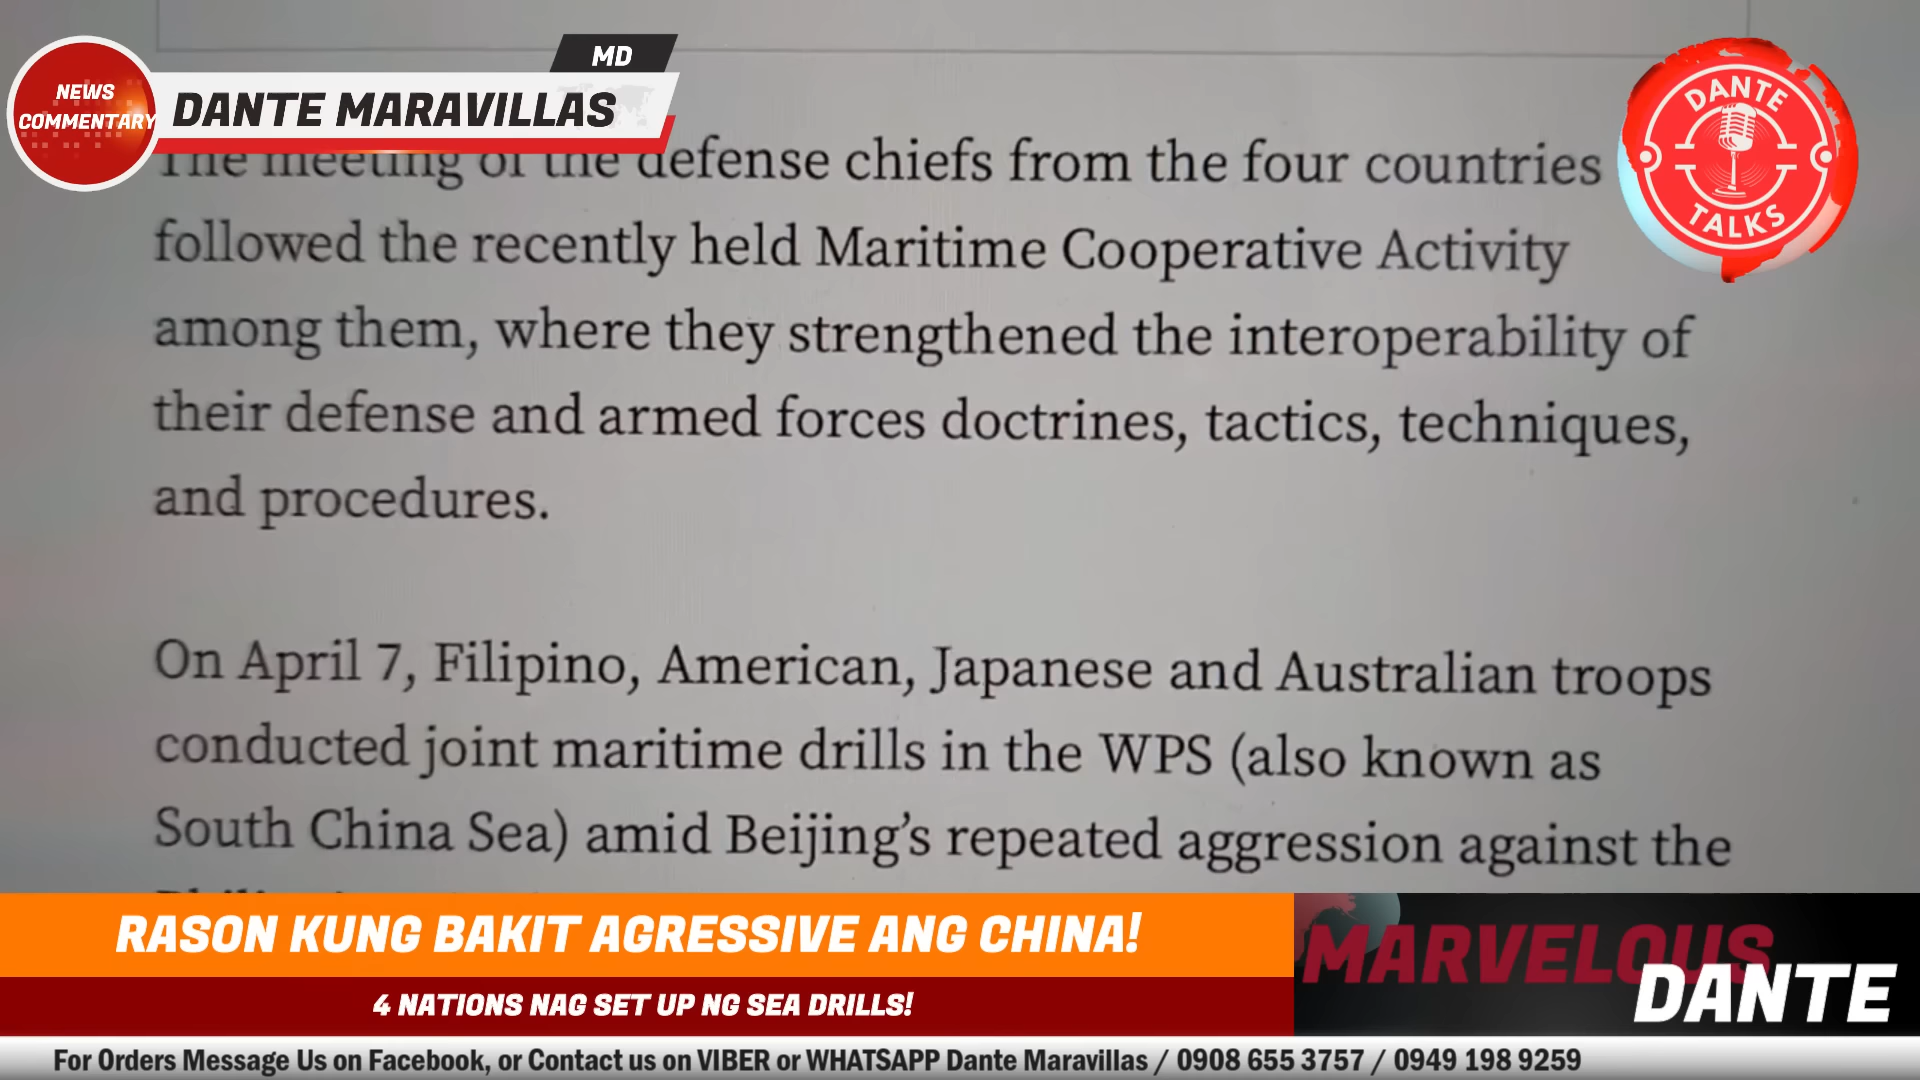 MD
NEWS
COMMENTARY
DANTE MARAVILLAS
DANTE
TALKS
The meeting of the defense chiefs from the four countries
followed the recently held Maritime Cooperative Activity
among them, where they strengthened the interoperability of
their defense and armed forces doctrines, tactics, techniques,
and procedures.
On April 7, Filipino, American, Japanese and Australian troops
conducted joint maritime drills in the WPS (also known as
South China Sea) amid Beijing’s repeated aggression against the
RASON KUNG BAKIT AGRESSIVE ANG CHINA!
4 NATIONS NAG SET UP NG SEA DRILLS!
MARVELOUS
DANTE
For Orders Message Us on Facebook, or Contact us on VIBER or WHATSAPP Dante Maravillas / 0908 655 3757 / 0949 198 9259